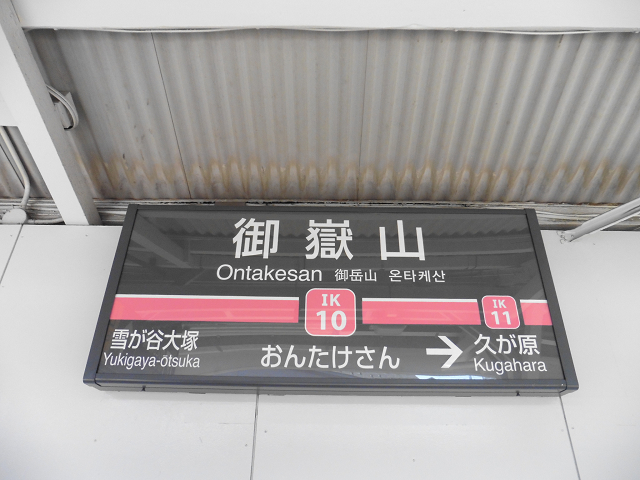 御嶽山
Ontakesan 御岳山 온타케산
IK
10
IK
11
雪が谷大塚
Yukigaya-ōtsuka
おんたけさん
→ 久が原
Kugahara